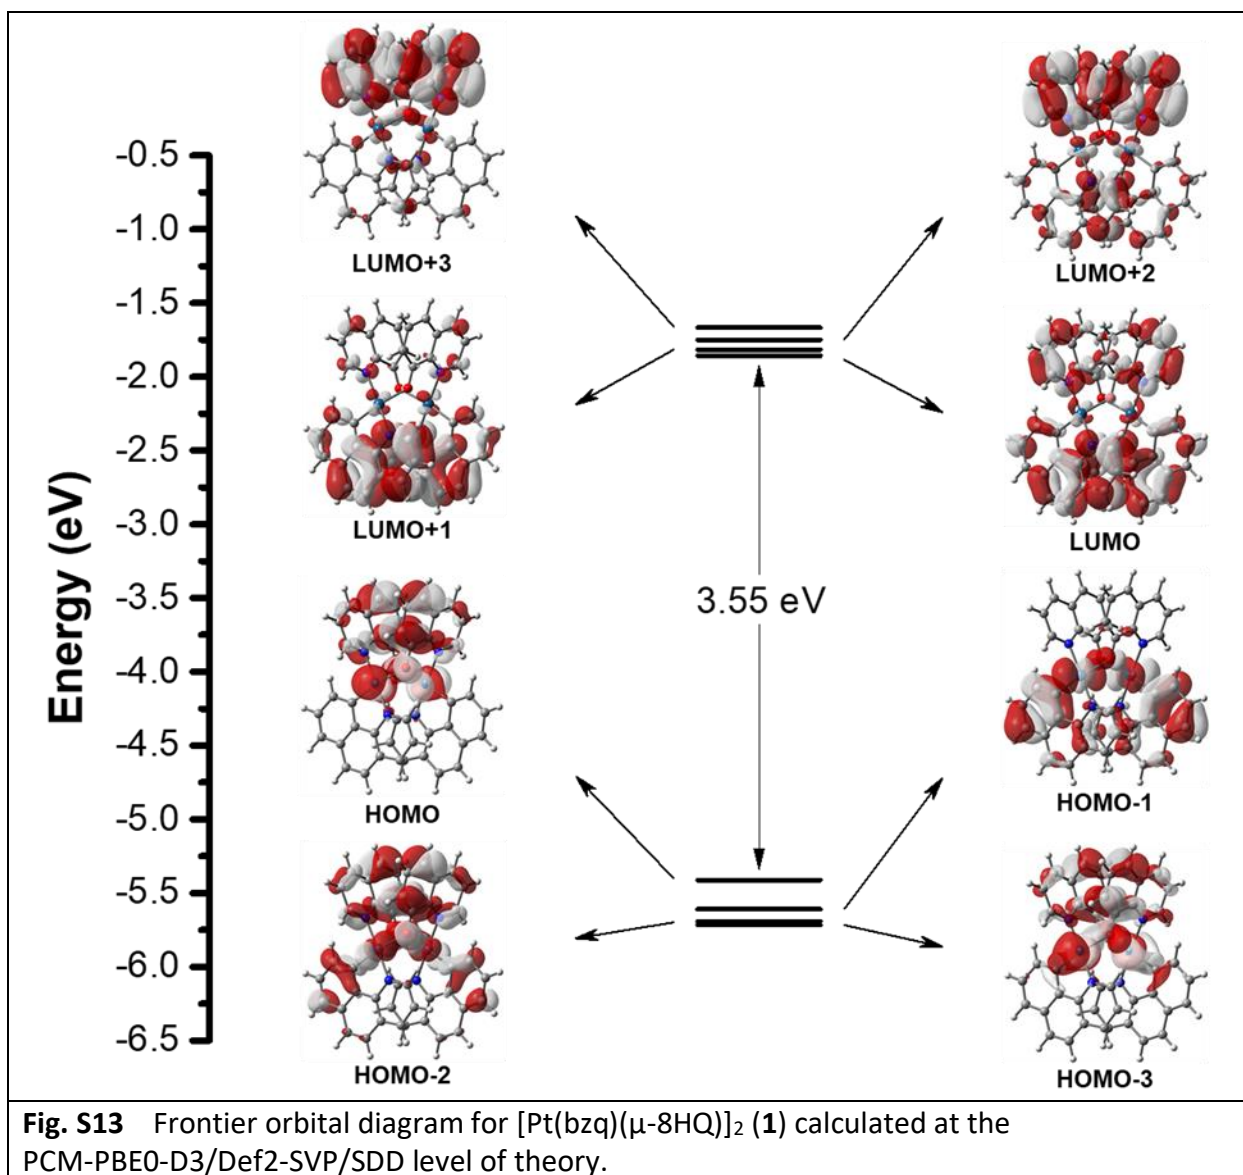 LUMO+3
LUMO+2
LUMO+1
LUMO
HOMO
HOMO-1
HOMO-2
HOMO-3
Energy (eV)
-0.5
-1.0
-1.5
-2.0
-2.5
-3.0
-3.5
-4.0
-4.5
-5.0
-5.5
-6.0
-6.5
3.55 eV
Fig. S13 Frontier orbital diagram for [Pt(bzq)(μ-8HQ)]₂ (1) calculated at the
PCM-PBE0-D3/Def2-SVP/SDD level of theory.